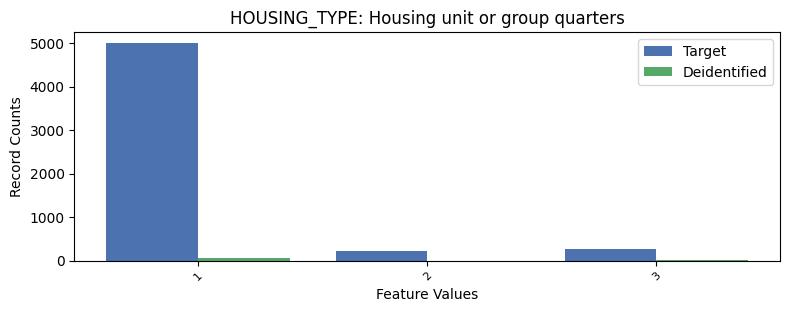 HOUSING_TYPE: Housing unit or group quarters
Target
Deidentified
Record Counts
5000
4000
3000
2000
1000
0
1
2
3
Feature Values